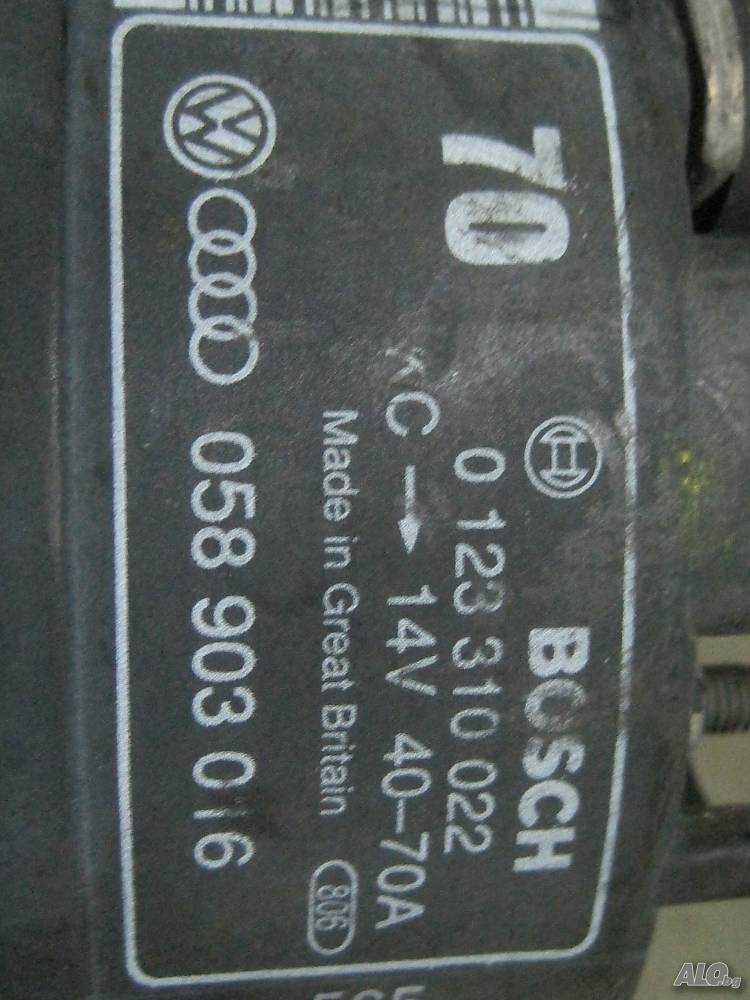 70
BOSCH
0 123 310 022
KC → 14V 40-70A
Made in Great Britain
806
058 903 016
ALO.bg